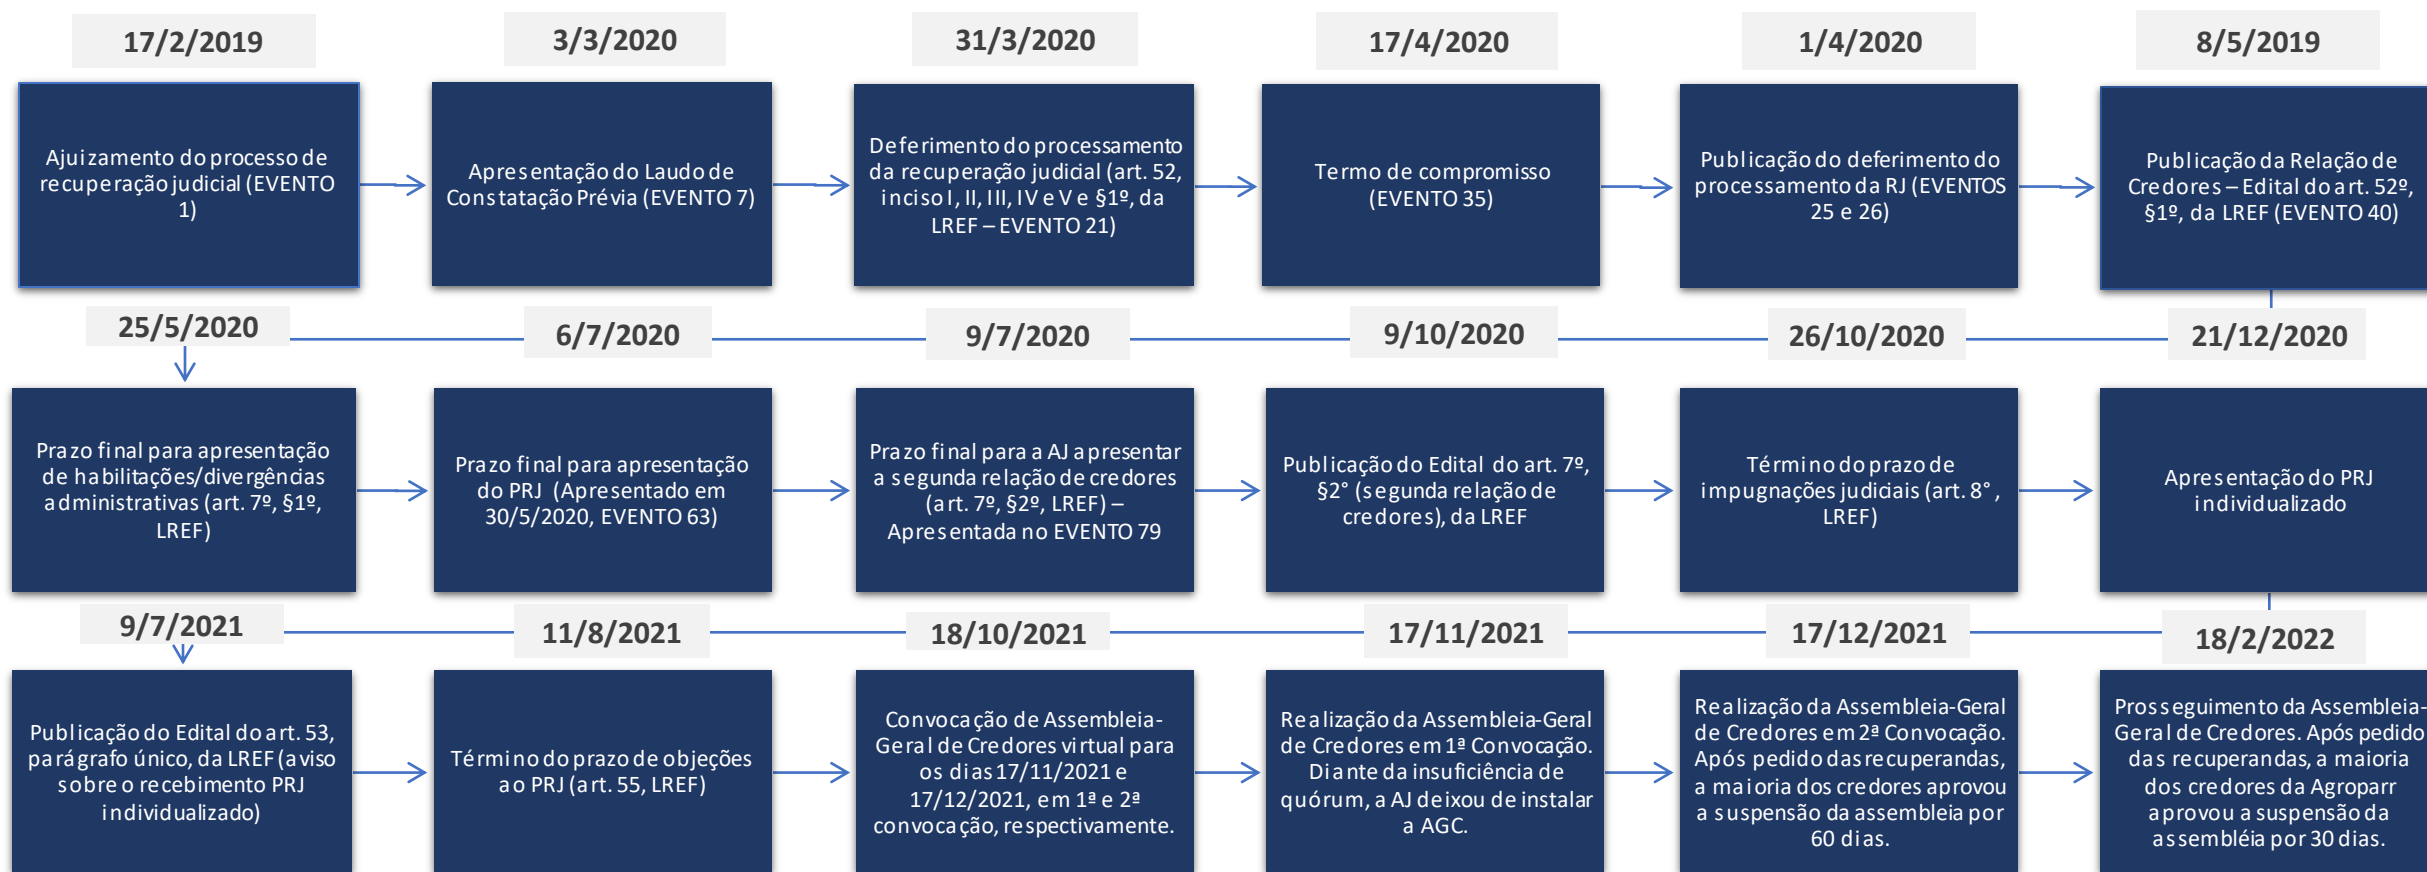 17/2/2019
3/3/2020
31/3/2020
17/4/2020
1/4/2020
8/5/2019
Ajuizamento do processo de
recuperação judicial (EVENTO
1)
Apresentação do Laudo de
Constatação Prévia (EVENTO 7)
Deferimento do processamento
da recuperação judicial (art. 52,
inciso I, II, III, IV e V e §1º, da
LREF – EVENTO 21)
Termo de compromisso
(EVENTO 35)
Publicação do deferimento do
processamento da RJ (EVENTOS
25 e 26)
Publicação da Relação de
Credores – Edital do art. 52º,
§1º, da LREF (EVENTO 40)
25/5/2020
6/7/2020
9/7/2020
9/10/2020
26/10/2020
21/12/2020
Prazo final para apresentação
de habilitações/divergências
administrativas (art. 7º, §1º,
LREF)
Prazo final para apresentação
do PRJ (Apresentado em
30/5/2020, EVENTO 63)
Prazo final para a AJ apresentar
a segunda relação de credores
(art. 7º, §2º, LREF) –
Apresentada no EVENTO 79
Publicação do Edital do art. 7º,
§2° (segunda relação de
credores), da LREF
Término do prazo de
impugnações judiciais (art. 8° ,
LREF)
Apresentação do PRJ
individualizado
9/7/2021
11/8/2021
18/10/2021
17/11/2021
17/12/2021
18/2/2022
Publicação do Edital do art. 53,
parágrafo único, da LREF (aviso
sobre o recebimento PRJ
individualizado)
Término do prazo de objeções
ao PRJ (art. 55, LREF)
Convocação de Assembleia-
Geral de Credores virtual para
os dias 17/11/2021 e
17/12/2021, em 1ª e 2ª
convocação, respectivamente.
Realização da Assembleia-Geral
de Credores em 1ª Convocação.
Diante da insuficiência de
quórum, a AJ deixou de instalar
a AGC.
Realização da Assembleia-Geral
de Credores em 2ª Convocação.
Após pedido das recuperandas,
a maioria dos credores aprovou
a suspensão da assembleia por
60 dias.
Prosseguimento da Assembleia-
Geral de Credores. Após pedido
das recuperandas, a maioria
dos credores da Agroparr
aprovou a suspensão da
assembléia por 30 dias.